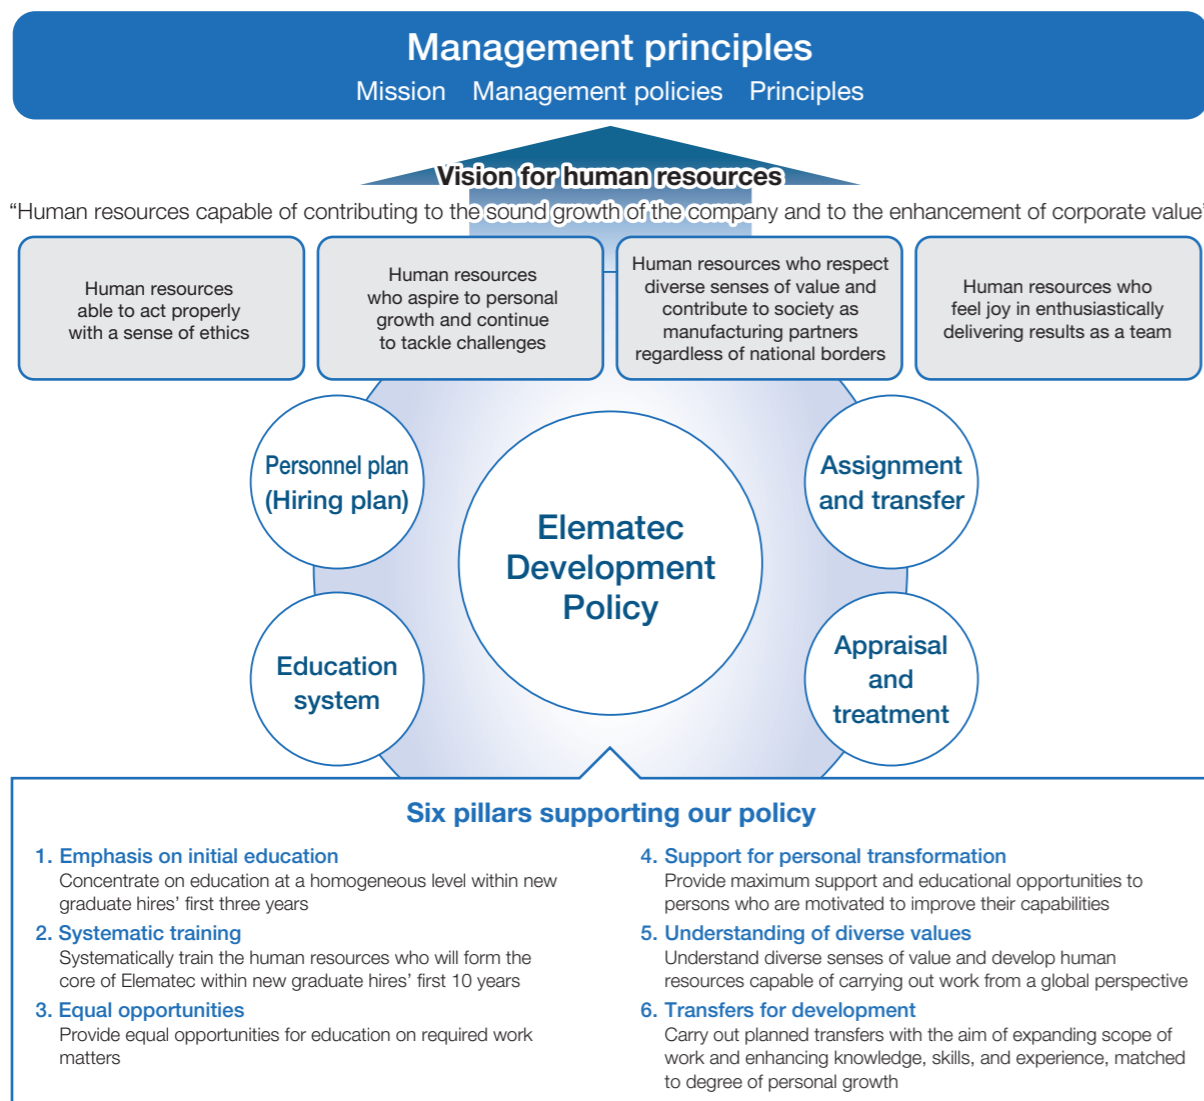 Management principles
Mission Management policies Principles
Vision for human resources
“Human resources capable of contributing to the sound growth of the company and to the enhancement of corporate value”
Human resources
able to act properly
with a sense of ethics
Human resources
who aspire to personal
growth and continue
to tackle challenges
Human resources who respect
diverse senses of value and
contribute to society as
manufacturing partners
regardless of national borders
Human resources who
feel joy in enthusiastically
delivering results as a team
Personnel plan
(Hiring plan)
Assignment
and transfer
Elematec
Development
Policy
Education
system
Appraisal
and
treatment
Six pillars supporting our policy
1. Emphasis on initial education
Concentrate on education at a homogeneous level within new
graduate hires’ first three years
2. Systematic training
Systematically train the human resources who will form the
core of Elematec within new graduate hires’ first 10 years
3. Equal opportunities
Provide equal opportunities for education on required work
matters
4. Support for personal transformation
Provide maximum support and educational opportunities to
persons who are motivated to improve their capabilities
5. Understanding of diverse values
Understand diverse senses of value and develop human
resources capable of carrying out work from a global perspective
6. Transfers for development
Carry out planned transfers with the aim of expanding scope of
work and enhancing knowledge, skills, and experience, matched
to degree of personal growth